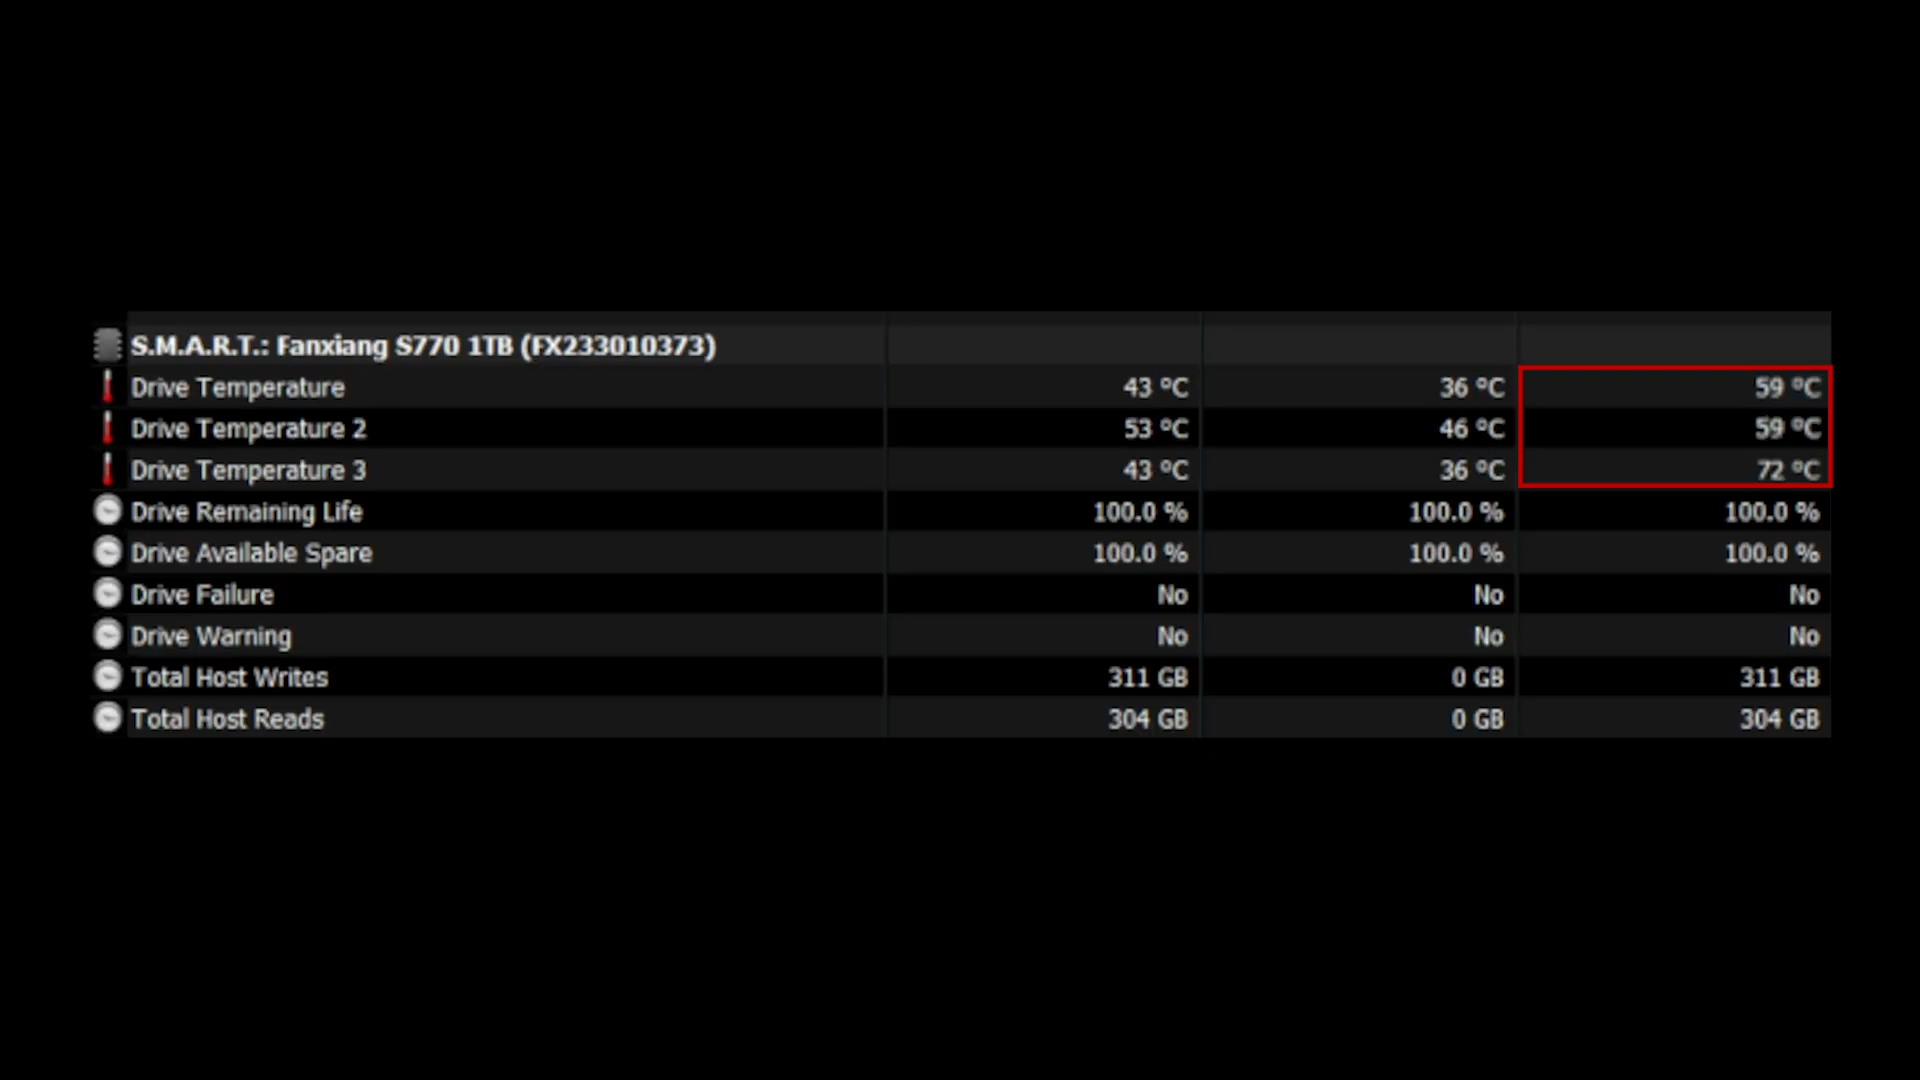 S.M.A.R.T.: Fanxiang S770 1TB (FX233010373)
Drive Temperature 43 °C 36 °C 59 °C
Drive Temperature 2 53 °C 46 °C 59 °C
Drive Temperature 3 43 °C 36 °C 72 °C
Drive Remaining Life 100.0 % 100.0 % 100.0 %
Drive Available Spare 100.0 % 100.0 % 100.0 %
Drive Failure No No No
Drive Warning No No No
Total Host Writes 311 GB 0 GB 311 GB
Total Host Reads 304 GB 0 GB 304 GB